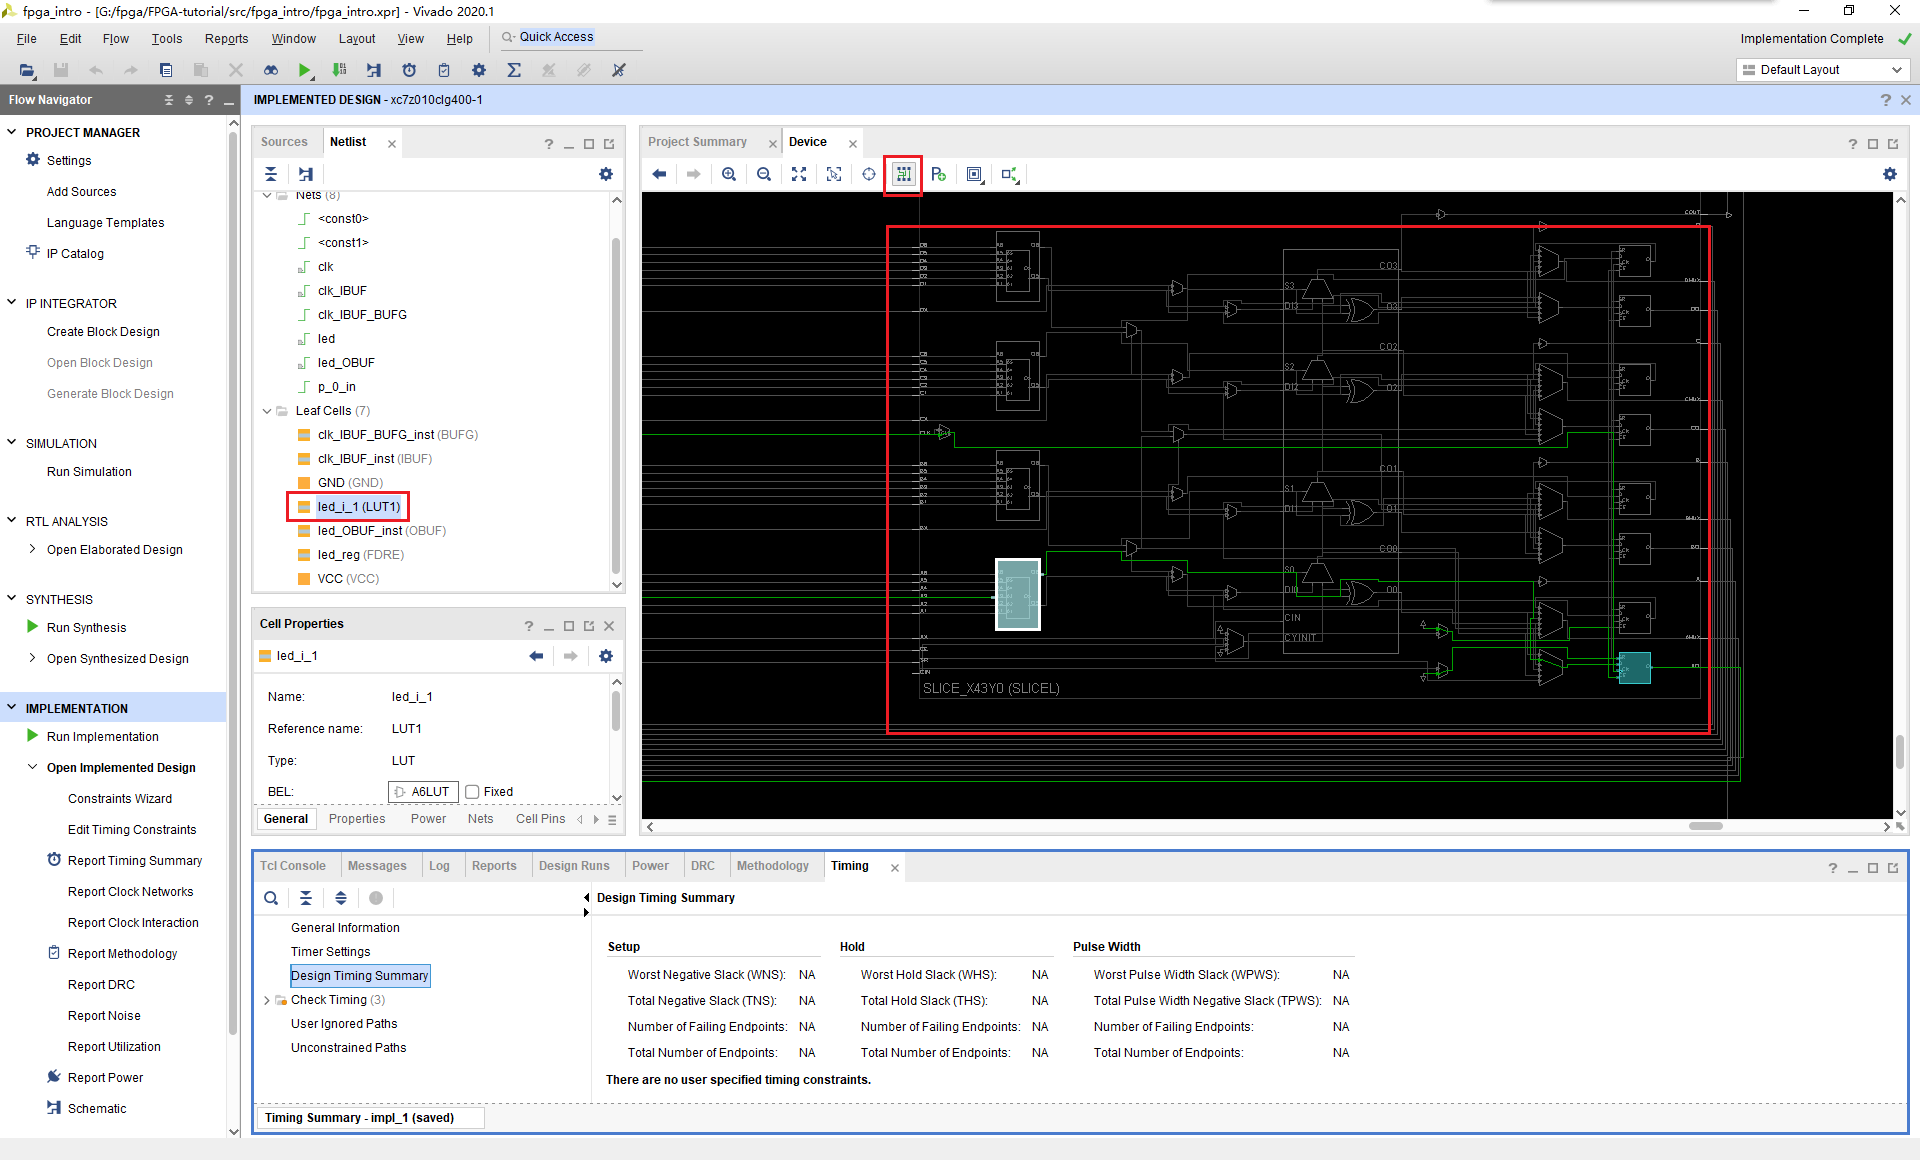 fpga_intro - [G:/fpga/FPGA-tutorial/src/fpga_intro/fpga_intro.xpr] - Vivado 2020.1
File Edit Flow Tools Reports Window Layout View Help Quick Access
Implementation Complete
Default Layout
Flow Navigator
IMPLEMENTED DESIGN - xc7z010clg400-1
PROJECT MANAGER
Settings
Add Sources
Language Templates
IP Catalog
IP INTEGRATOR
Create Block Design
Open Block Design
Generate Block Design
SIMULATION
Run Simulation
RTL ANALYSIS
Open Elaborated Design
SYNTHESIS
Run Synthesis
Open Synthesized Design
IMPLEMENTATION
Run Implementation
Open Implemented Design
Constraints Wizard
Edit Timing Constraints
Report Timing Summary
Report Clock Networks
Report Clock Interaction
Report Methodology
Report DRC
Report Noise
Report Utilization
Report Power
Schematic
Sources Netlist
Nets (8)
<const0>
<const1>
clk
clk_IBUF
clk_IBUF_BUFG
led
led_OBUF
p_0_in
Leaf Cells (7)
clk_IBUF_BUFG_inst (BUFG)
clk_IBUF_inst (IBUF)
GND (GND)
led_i_1 (LUT1)
led_OBUF_inst (OBUF)
led_reg (FDRE)
VCC (VCC)
Cell Properties
led_i_1
Name: led_i_1
Reference name: LUT1
Type: LUT
BEL: A6LUT Fixed
General Properties Power Nets Cell Pins
Project Summary Device
COUT
CO3
S3
DI3 O3
CO2
S2
DI2 O2
CO1
S1
DI1 O1
CO0
S0
DI0 O0
CIN
CYINIT
SLICE_X43Y0 (SLICEL)
Tcl Console Messages Log Reports Design Runs Power DRC Methodology Timing
General Information
Timer Settings
Design Timing Summary
Check Timing (3)
User Ignored Paths
Unconstrained Paths
Design Timing Summary
Setup Hold Pulse Width
Worst Negative Slack (WNS): NA Worst Hold Slack (WHS): NA Worst Pulse Width Slack (WPWS): NA
Total Negative Slack (TNS): NA Total Hold Slack (THS): NA Total Pulse Width Negative Slack (TPWS): NA
Number of Failing Endpoints: NA Number of Failing Endpoints: NA Number of Failing Endpoints: NA
Total Number of Endpoints: NA Total Number of Endpoints: NA Total Number of Endpoints: NA
There are no user specified timing constraints.
Timing Summary - impl_1 (saved)